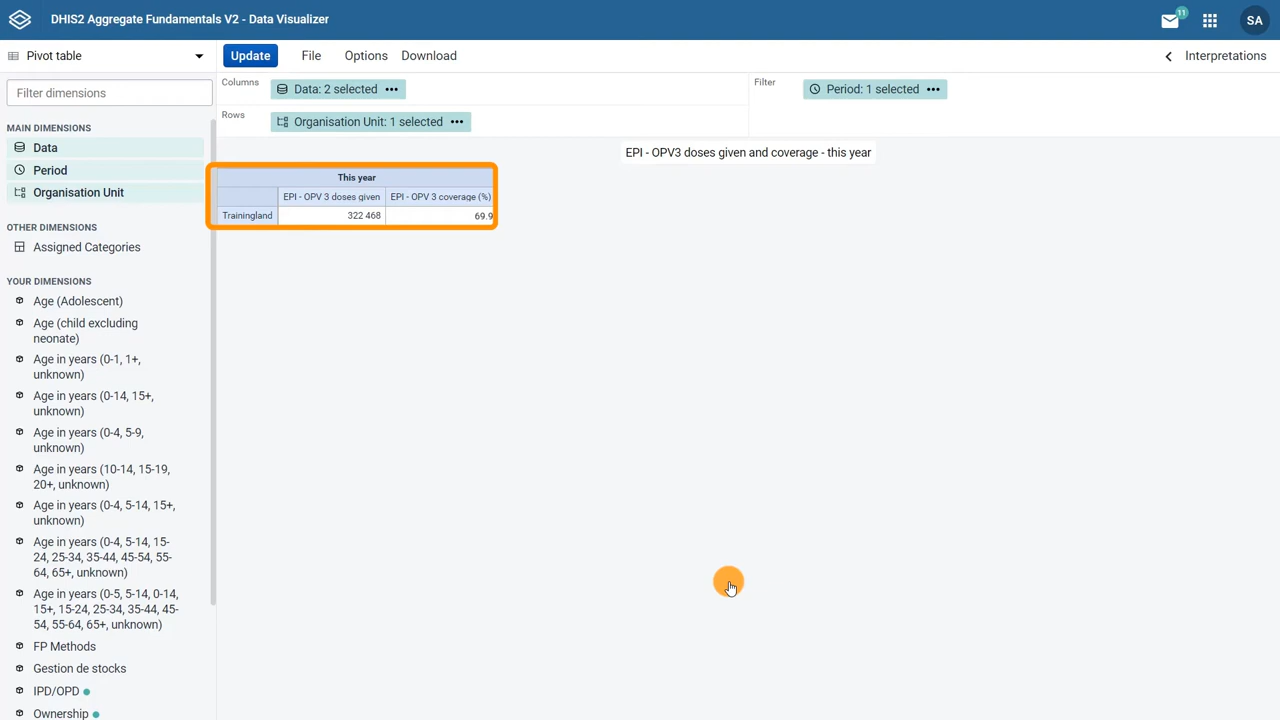 DHIS2 Aggregate Fundamentals V2 - Data Visualizer
11
SA
Pivot table
Update
File
Options
Download
Interpretations
Filter dimensions
Columns
Data: 2 selected
Filter
Period: 1 selected
Rows
Organisation Unit: 1 selected
MAIN DIMENSIONS
Data
Period
Organisation Unit
OTHER DIMENSIONS
Assigned Categories
YOUR DIMENSIONS
Age (Adolescent)
Age (child excluding
neonate)
Age in years (0-1, 1+,
unknown)
Age in years (0-14, 15+,
unknown)
Age in years (0-4, 5-9,
unknown)
Age in years (10-14, 15-19,
20+, unknown)
Age in years (0-4, 5-14, 15+,
unknown)
Age in years (0-4, 5-14, 15-
24, 25-34, 35-44, 45-54, 55-
64, 65+, unknown)
Age in years (0-5, 5-14, 0-14,
15+, 15-24, 25-34, 35-44, 45-
54, 55-64, 65+, unknown)
FP Methods
Gestion de stocks
IPD/OPD
Ownership
EPI - OPV3 doses given and coverage - this year
This year
EPI - OPV 3 doses given
EPI - OPV 3 coverage (%)
Trainingland
322 468
69.9